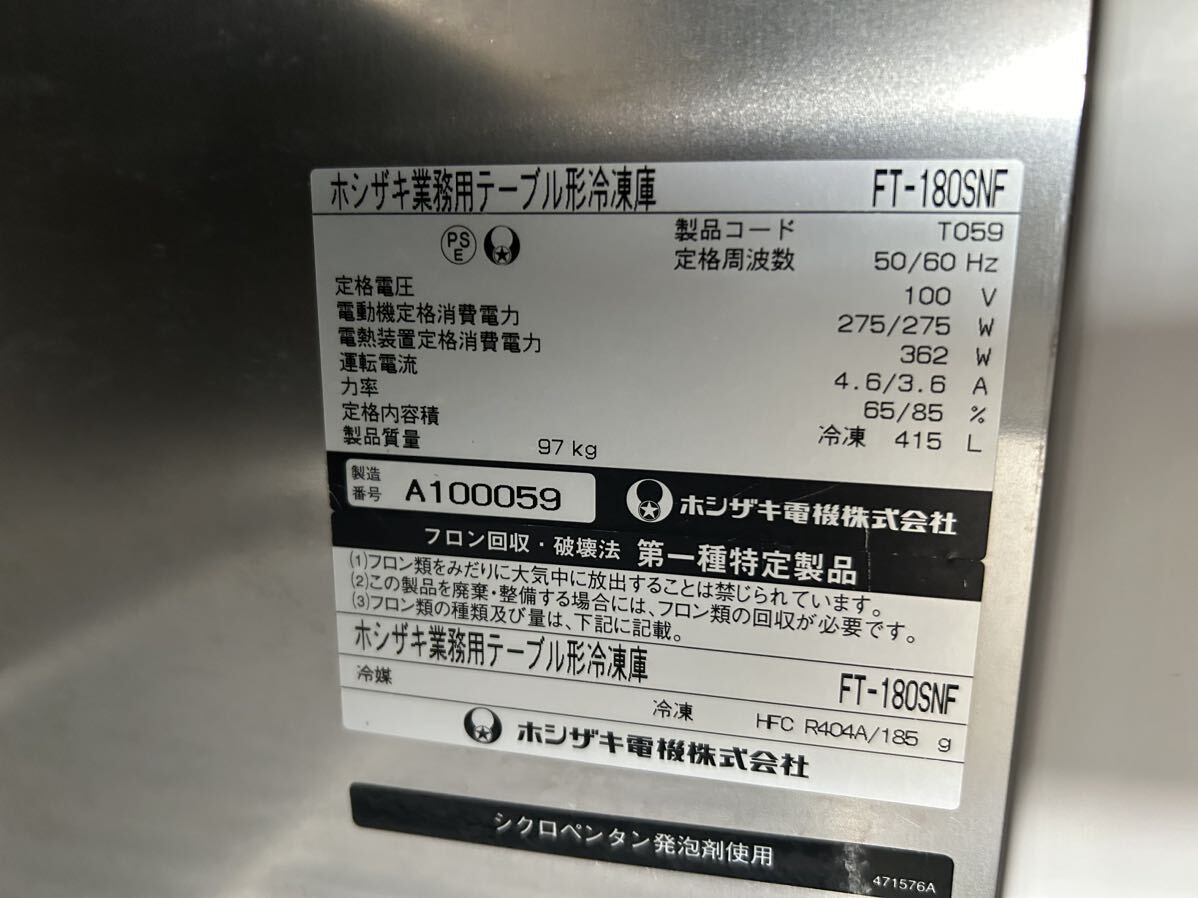 ホシザキ業務用テーブル形冷凍庫 FT-180SNF
PS E
製品コード T059
定格周波数 50/60 Hz
定格電圧 100 V
電動機定格消費電力 275/275 W
電熱装置定格消費電力 362 W
運転電流 4.6/3.6 A
力率 65/85 %
定格内容積 冷凍 415 L
製品質量 97 kg
製造番号 A100059 ホシザキ電機株式会社
フロン回収・破壊法 第一種特定製品
(1)フロン類をみだりに大気中に放出することは禁じられています。
(2)この製品を廃棄・整備する場合には、フロン類の回収が必要です。
(3)フロン類の種類及び量は、下記に記載。
ホシザキ業務用テーブル形冷凍庫 FT-180SNF
冷媒 冷凍 HFC R404A/185 g
ホシザキ電機株式会社
シクロペンタン発泡剤使用
471576A